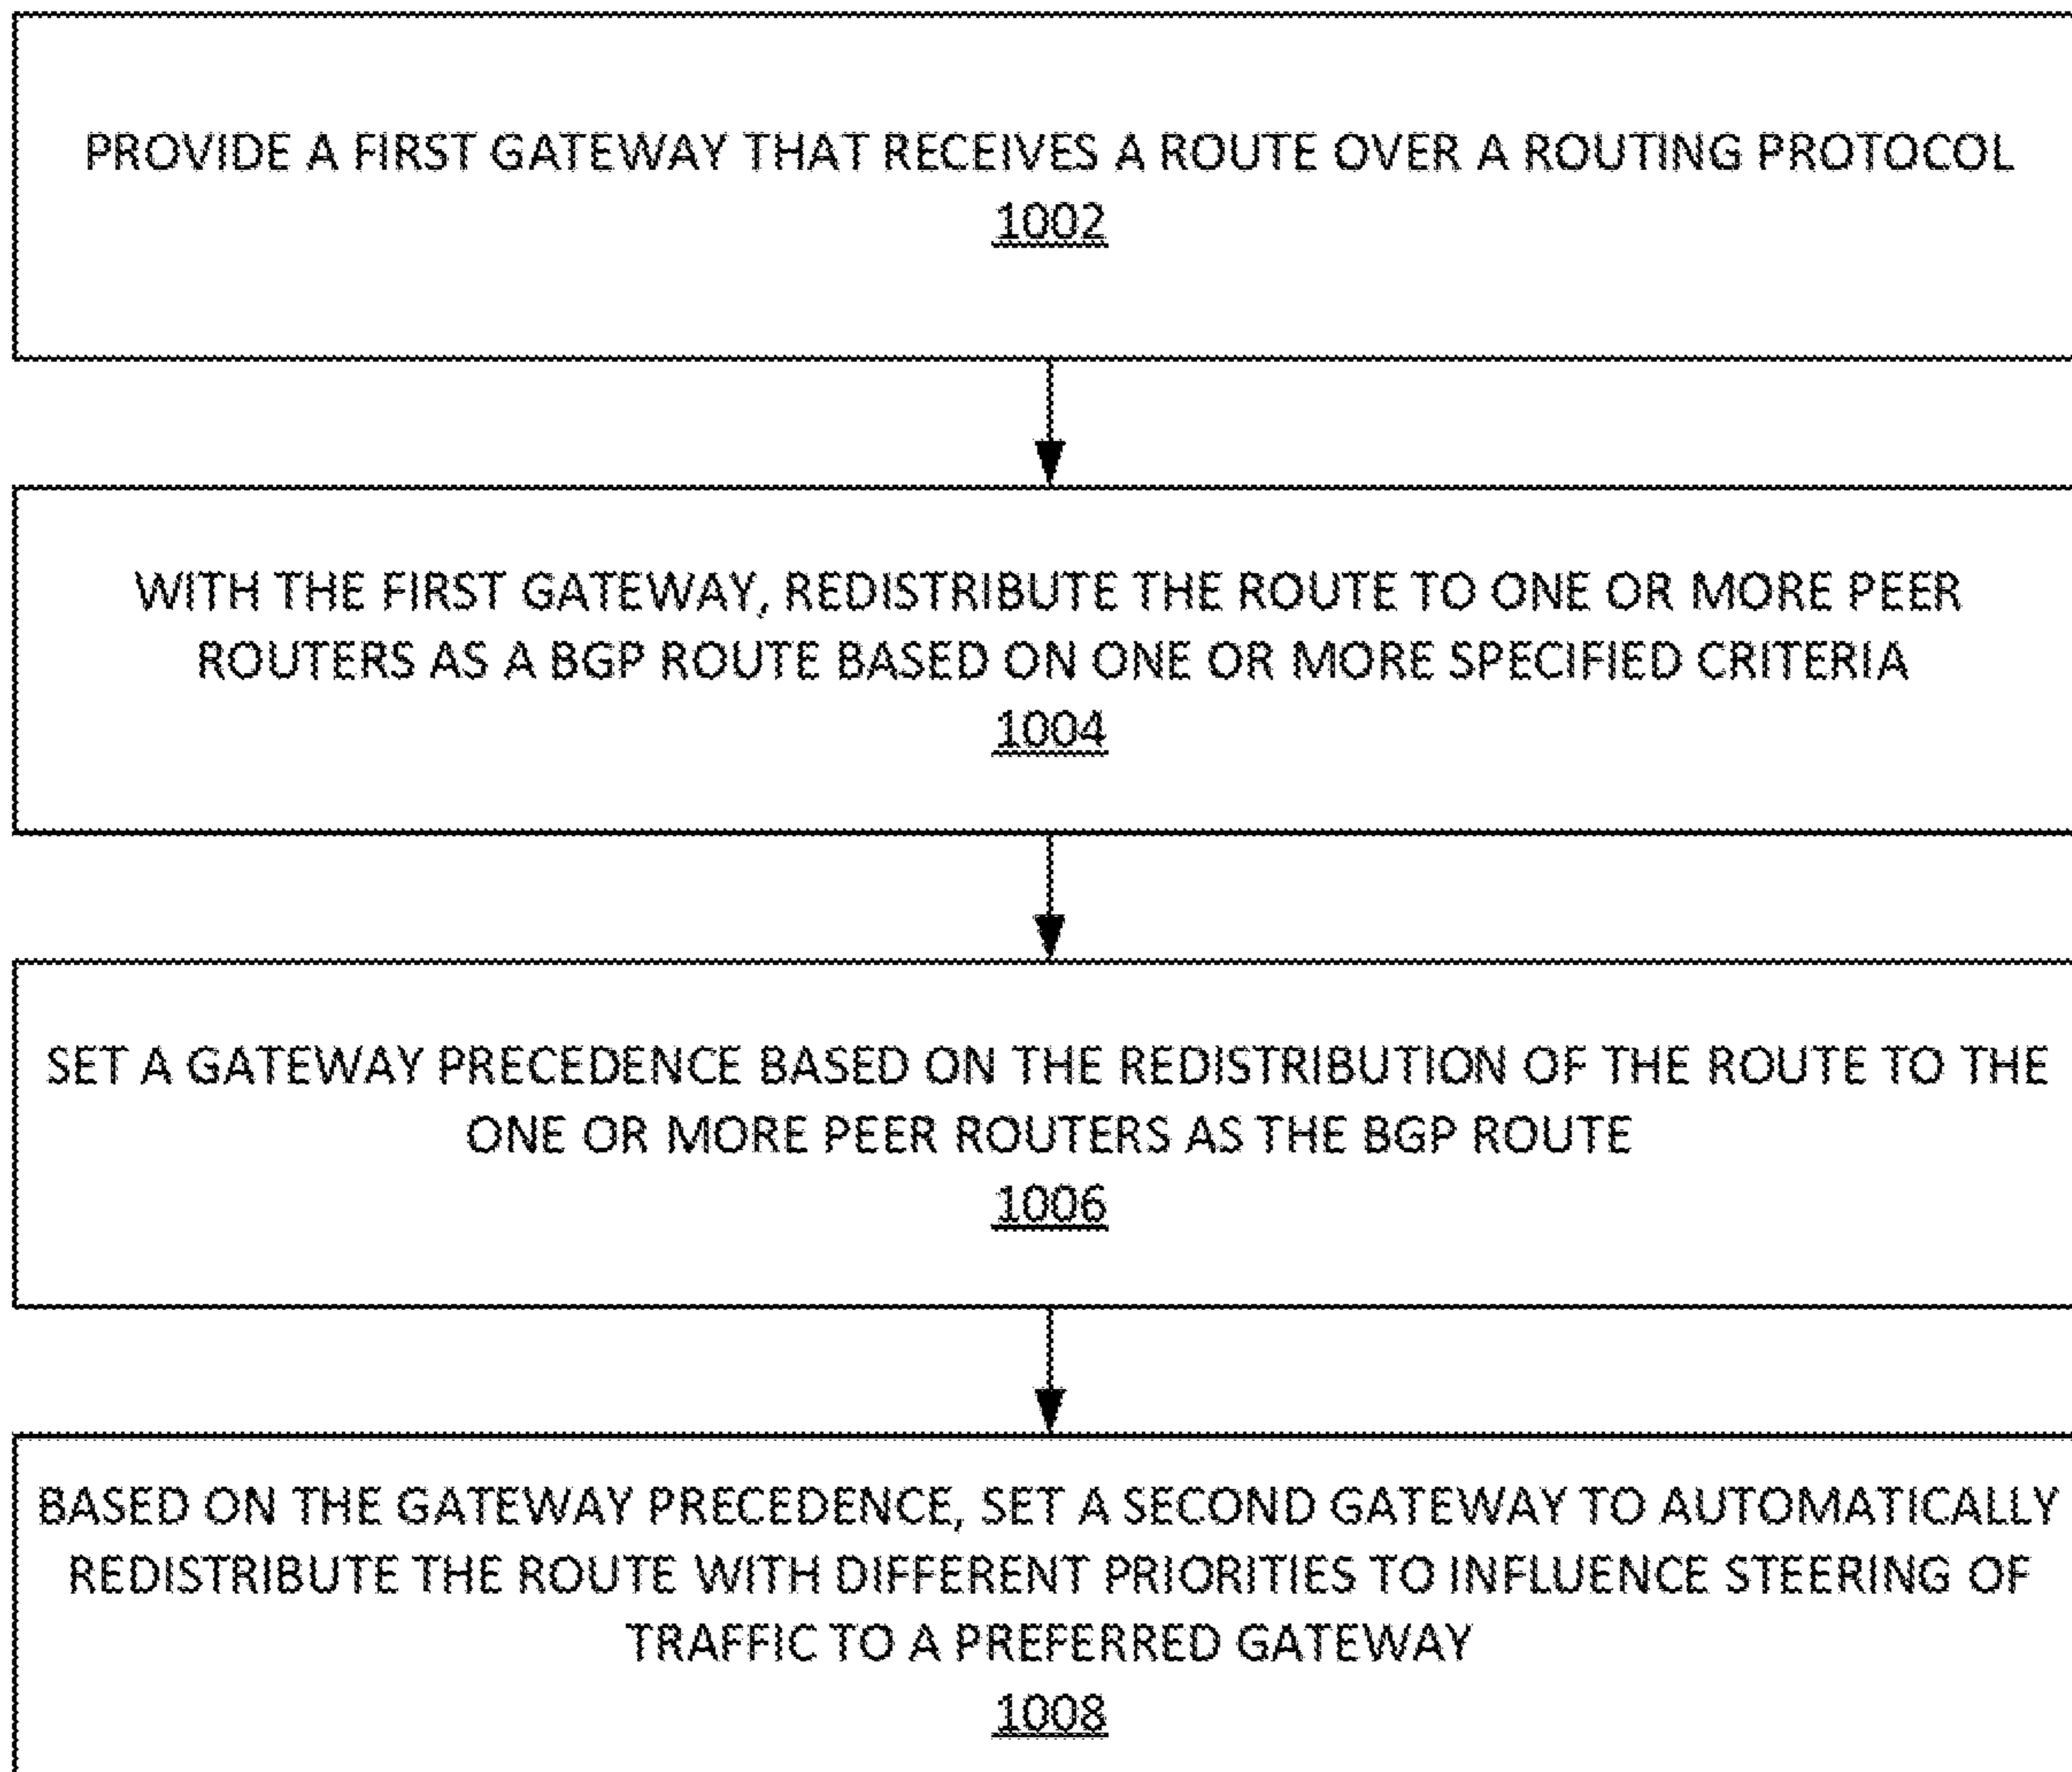 PROVIDE A FIRST GATEWAY THAT RECEIVES A ROUTE OVER A ROUTING PROTOCOL
1002
WITH THE FIRST GATEWAY, REDISTRIBUTE THE ROUTE TO ONE OR MORE PEER
ROUTERS AS A BGP ROUTE BASED ON ONE OR MORE SPECIFIED CRITERIA
1004
SET A GATEWAY PRECEDENCE BASED ON THE REDISTRIBUTION OF THE ROUTE TO THE
ONE OR MORE PEER ROUTERS AS THE BGP ROUTE
1006
BASED ON THE GATEWAY PRECEDENCE, SET A SECOND GATEWAY TO AUTOMATICALLY
REDISTRIBUTE THE ROUTE WITH DIFFERENT PRIORITIES TO INFLUENCE STEERING OF
TRAFFIC TO A PREFERRED GATEWAY
1008